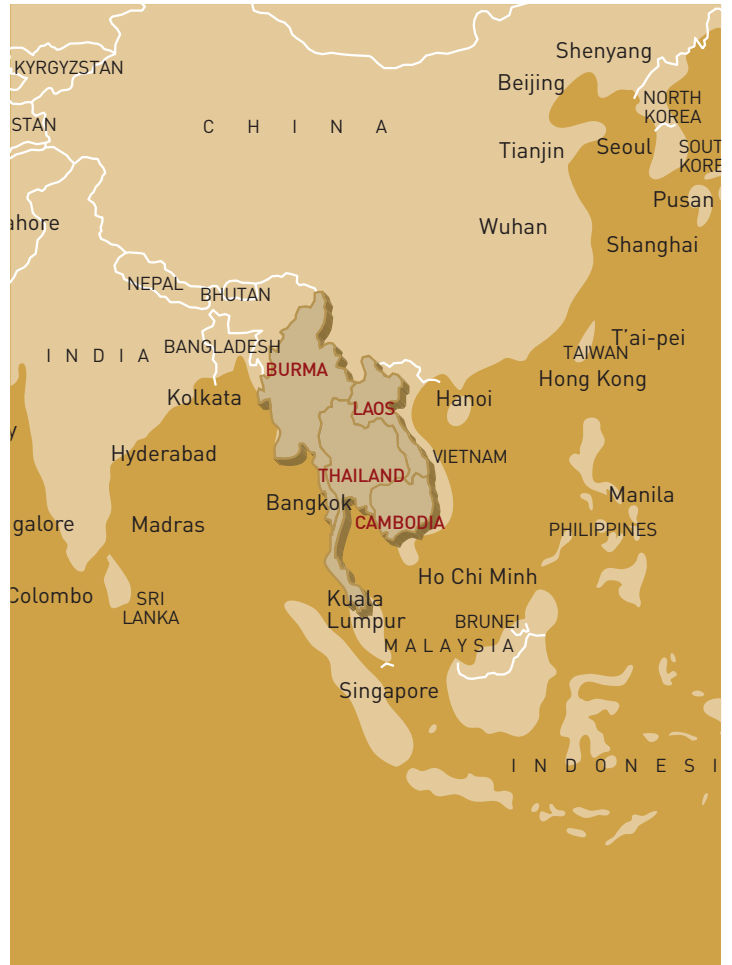 Shenyang
KYRGYZSTAN
Beijing
NORTH
KOREA
STAN
C H I N A
Tianjin
Seoul
SOUT
KORE
Pusan
ahore
Wuhan
Shanghai
NEPAL
BHUTAN
T'ai-pei
BANGLADESH
I N D I A
TAIWAN
BURMA
Hong Kong
Kolkata
Hanoi
LAOS
y
Hyderabad
VIETNAM
THAILAND
Manila
Bangkok
galore
Madras
CAMBODIA
PHILIPPINES
Ho Chi Minh
Colombo
SRI
LANKA
Kuala
Lumpur
BRUNEI
M A L A Y S I A
Singapore
I N D O N E S I